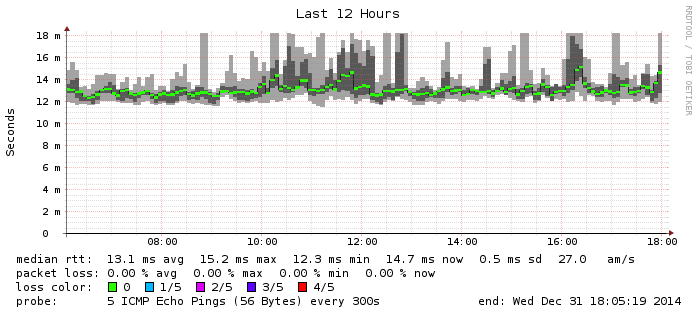 Last 12 Hours
RRDTOOL / TOBI OETIKER
Seconds
18 m
16 m
14 m
12 m
10 m
8 m
6 m
4 m
2 m
0
08:00 10:00 12:00 14:00 16:00 18:00
median rtt: 13.1 ms avg 15.2 ms max 12.3 ms min 14.7 ms now 0.5 ms sd 27.0 am/s
packet loss: 0.00 % avg 0.00 % max 0.00 % min 0.00 % now
loss color: 0 1/5 2/5 3/5 4/5
probe: 5 ICMP Echo Pings (56 Bytes) every 300s end: Wed Dec 31 18:05:19 2014